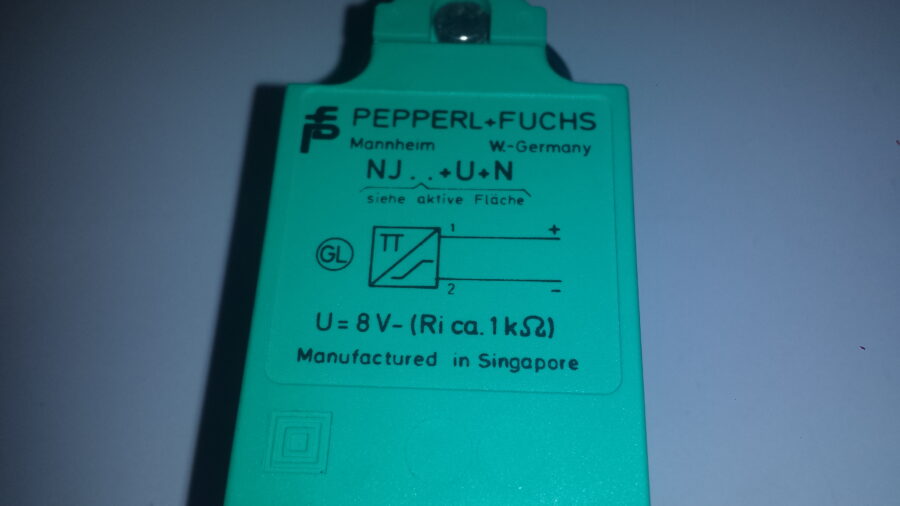 PEPPERL+FUCHS
Mannheim W.-Germany
NJ..+U+N
siehe aktive Fläche
1 +
GL
2 -
U = 8 V- (Ri ca. 1 kΩ)
Manufactured in Singapore